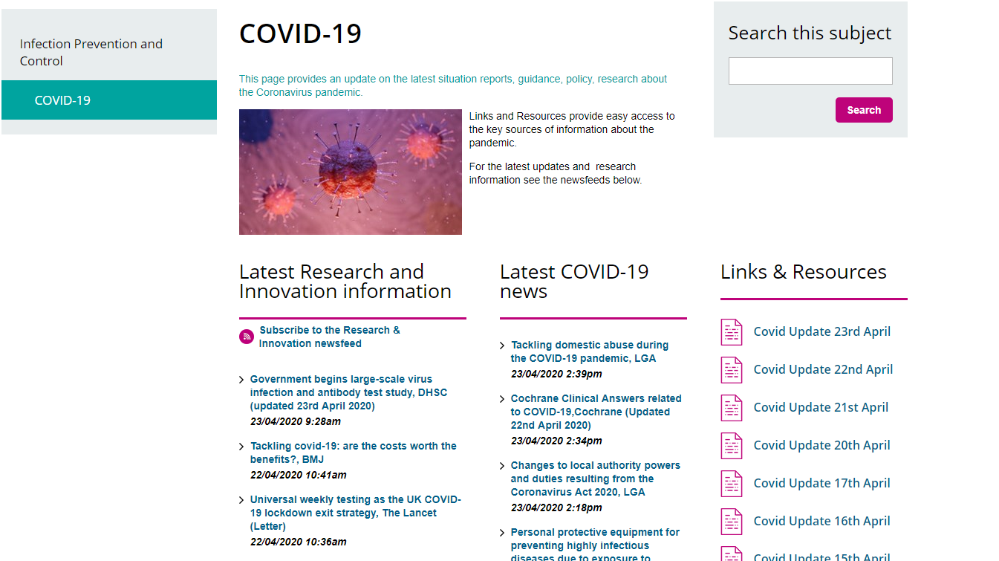 Infection Prevention and
Control
COVID-19
COVID-19
This page provides an update on the latest situation reports, guidance, policy, research about
the Coronavirus pandemic.
Links and Resources provide easy access to
the key sources of information about the
pandemic.
For the latest updates and  research
information see the newsfeeds below.
Search this subject
Search
Latest Research and
Innovation information
Subscribe to the Research &
Innovation newsfeed
Government begins large-scale virus
infection and antibody test study, DHSC
(updated 23rd April 2020)
23/04/2020 9:28am
Tackling covid-19: are the costs worth the
benefits?, BMJ
22/04/2020 10:41am
Universal weekly testing as the UK COVID-
19 lockdown exit strategy, The Lancet
(Letter)
22/04/2020 10:36am
Latest COVID-19
news
Tackling domestic abuse during
the COVID-19 pandemic, LGA
23/04/2020 2:39pm
Cochrane Clinical Answers related
to COVID-19,Cochrane (Updated
22nd April 2020)
23/04/2020 2:34pm
Changes to local authority powers
and duties resulting from the
Coronavirus Act 2020, LGA
23/04/2020 2:18pm
Personal protective equipment for
preventing highly infectious
diseases due to exposure to
Links & Resources
Covid Update 23rd April
Covid Update 22nd April
Covid Update 21st April
Covid Update 20th April
Covid Update 17th April
Covid Update 16th April
Covid Update 15th April